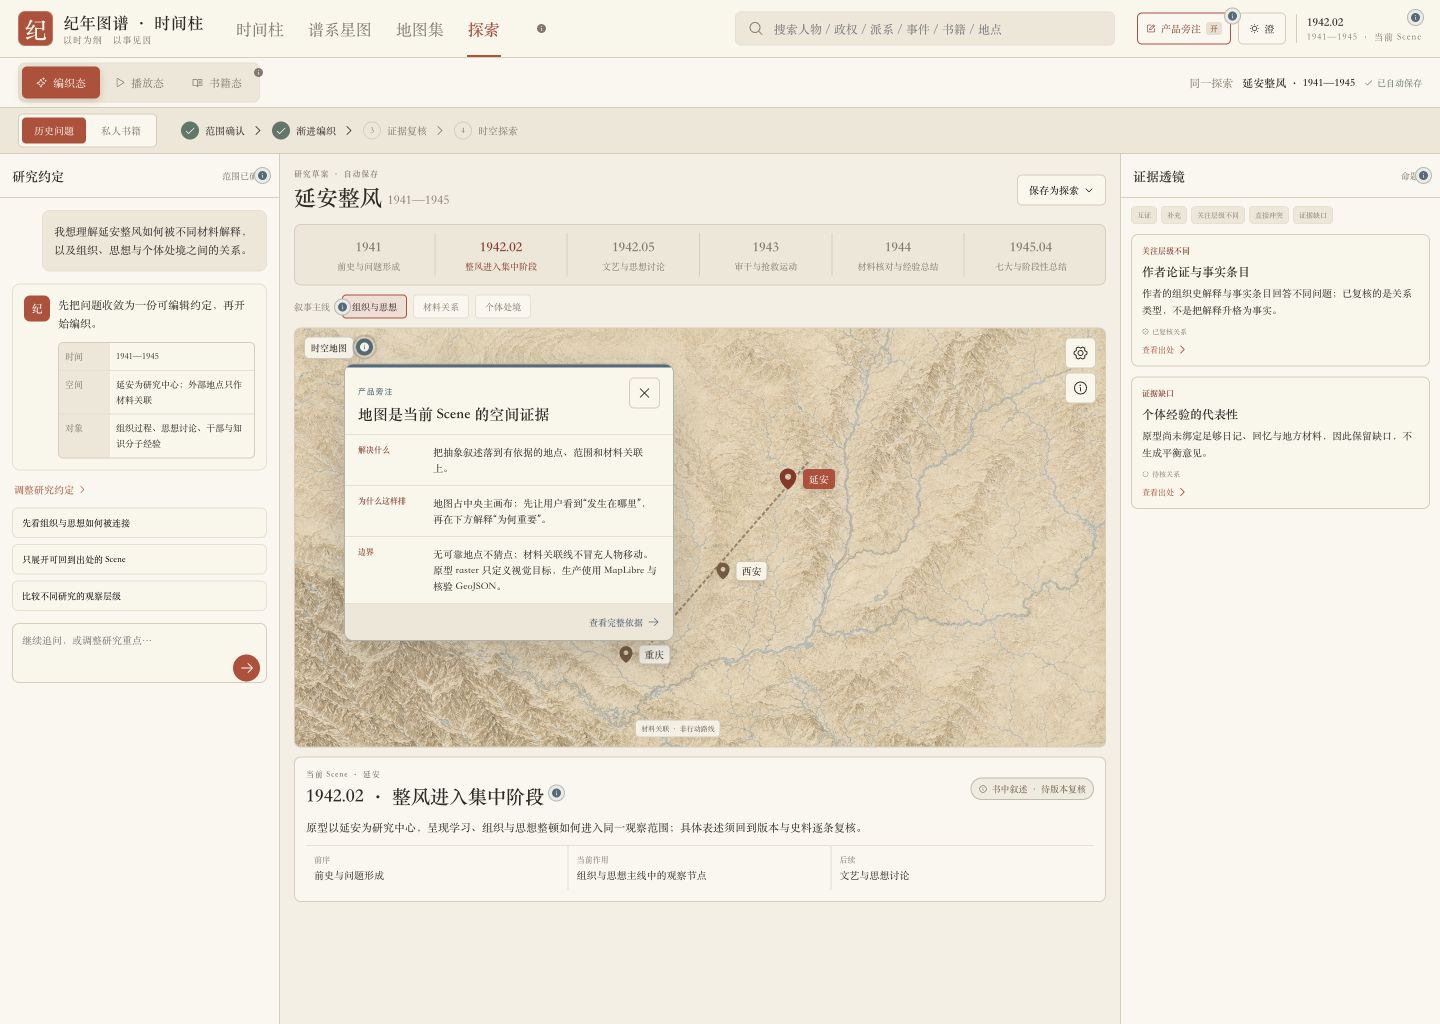 纪
纪年图谱 · 时间柱
以时为纲 以事见因
时间柱
谱系星图
地图集
探索
搜索人物 / 政权 / 派系 / 事件 / 书籍 / 地点
产品旁注 开
澄
1942.02
1941—1945 · 当前 Scene
编织态
播放态
书籍态
同一探索 延安整风 · 1941—1945 已自动保存
历史问题
私人书籍
范围确认
渐进编织
3 证据复核
4 时空探索
研究约定
范围已
我想理解延安整风如何被不同材料解释，
以及组织、思想与个体处境之间的关系。
纪
先把问题收敛为一份可编辑约定，再开
始编织。
时间 1941—1945
空间 延安为研究中心；外部地点只作
材料关联
对象 组织过程、思想讨论、干部与知
识分子经验
调整研究约定
先看组织与思想如何被连接
只展开可回到出处的 Scene
比较不同研究的观察层级
继续追问，或调整研究重点…
研究草案 · 自动保存
延安整风 1941—1945
保存为探索
1941
前史与问题形成
1942.02
整风进入集中阶段
1942.05
文艺与思想讨论
1943
审干与抢救运动
1944
材料核对与经验总结
1945.04
七大与阶段性总结
叙事主线
组织与思想
材料关系
个体处境
时空地图
产品旁注
地图是当前 Scene 的空间证据
解决什么
把抽象叙述落到有依据的地点、范围和材料关联
上。
为什么这样排
地图占中央主画布；先让用户看到“发生在哪里”，
再在下方解释“为何重要”。
边界
无可靠地点不猜点；材料关联线不冒充人物移动。
原型 raster 只定义视觉目标，生产使用 MapLibre 与
核验 GeoJSON。
查看完整依据
延安
西安
重庆
材料关联 · 非行动路线
当前 Scene · 延安
1942.02 · 整风进入集中阶段
书中叙述 · 待版本复核
原型以延安为研究中心，呈现学习、组织与思想整顿如何进入同一观察范围；具体表述须回到版本与史料逐条复核。
前序
前史与问题形成
当前作用
组织与思想主线中的观察节点
后续
文艺与思想讨论
证据透镜
互证
补充
关注层级不同
直接冲突
证据缺口
关注层级不同
作者论证与事实条目
作者的组织史解释与事实条目回答不同问题；已复核的是关系
类型，不是把解释升格为事实。
已复核关系
查看出处
证据缺口
个体经验的代表性
原型尚未绑定足够日记、回忆与地方材料，因此保留缺口，不
生成平衡意见。
待核关系
查看出处